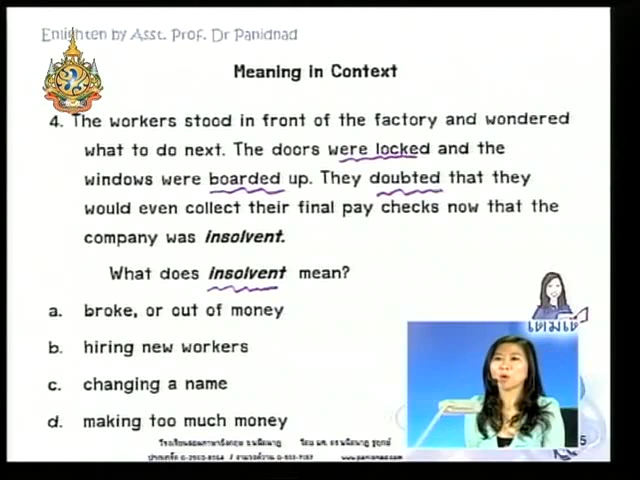 Enlighten by Asst. Prof. Dr Panidnad
Meaning in Context
4. The workers stood in front of the factory and wondered
what to do next. The doors were locked and the
windows were boarded up. They doubted that they
would even collect their final pay checks now that the
company was insolvent.
What does insolvent mean?
a. broke, or out of money
b. hiring new workers
c. changing a name
d. making too much money
5
www.panidnad.com